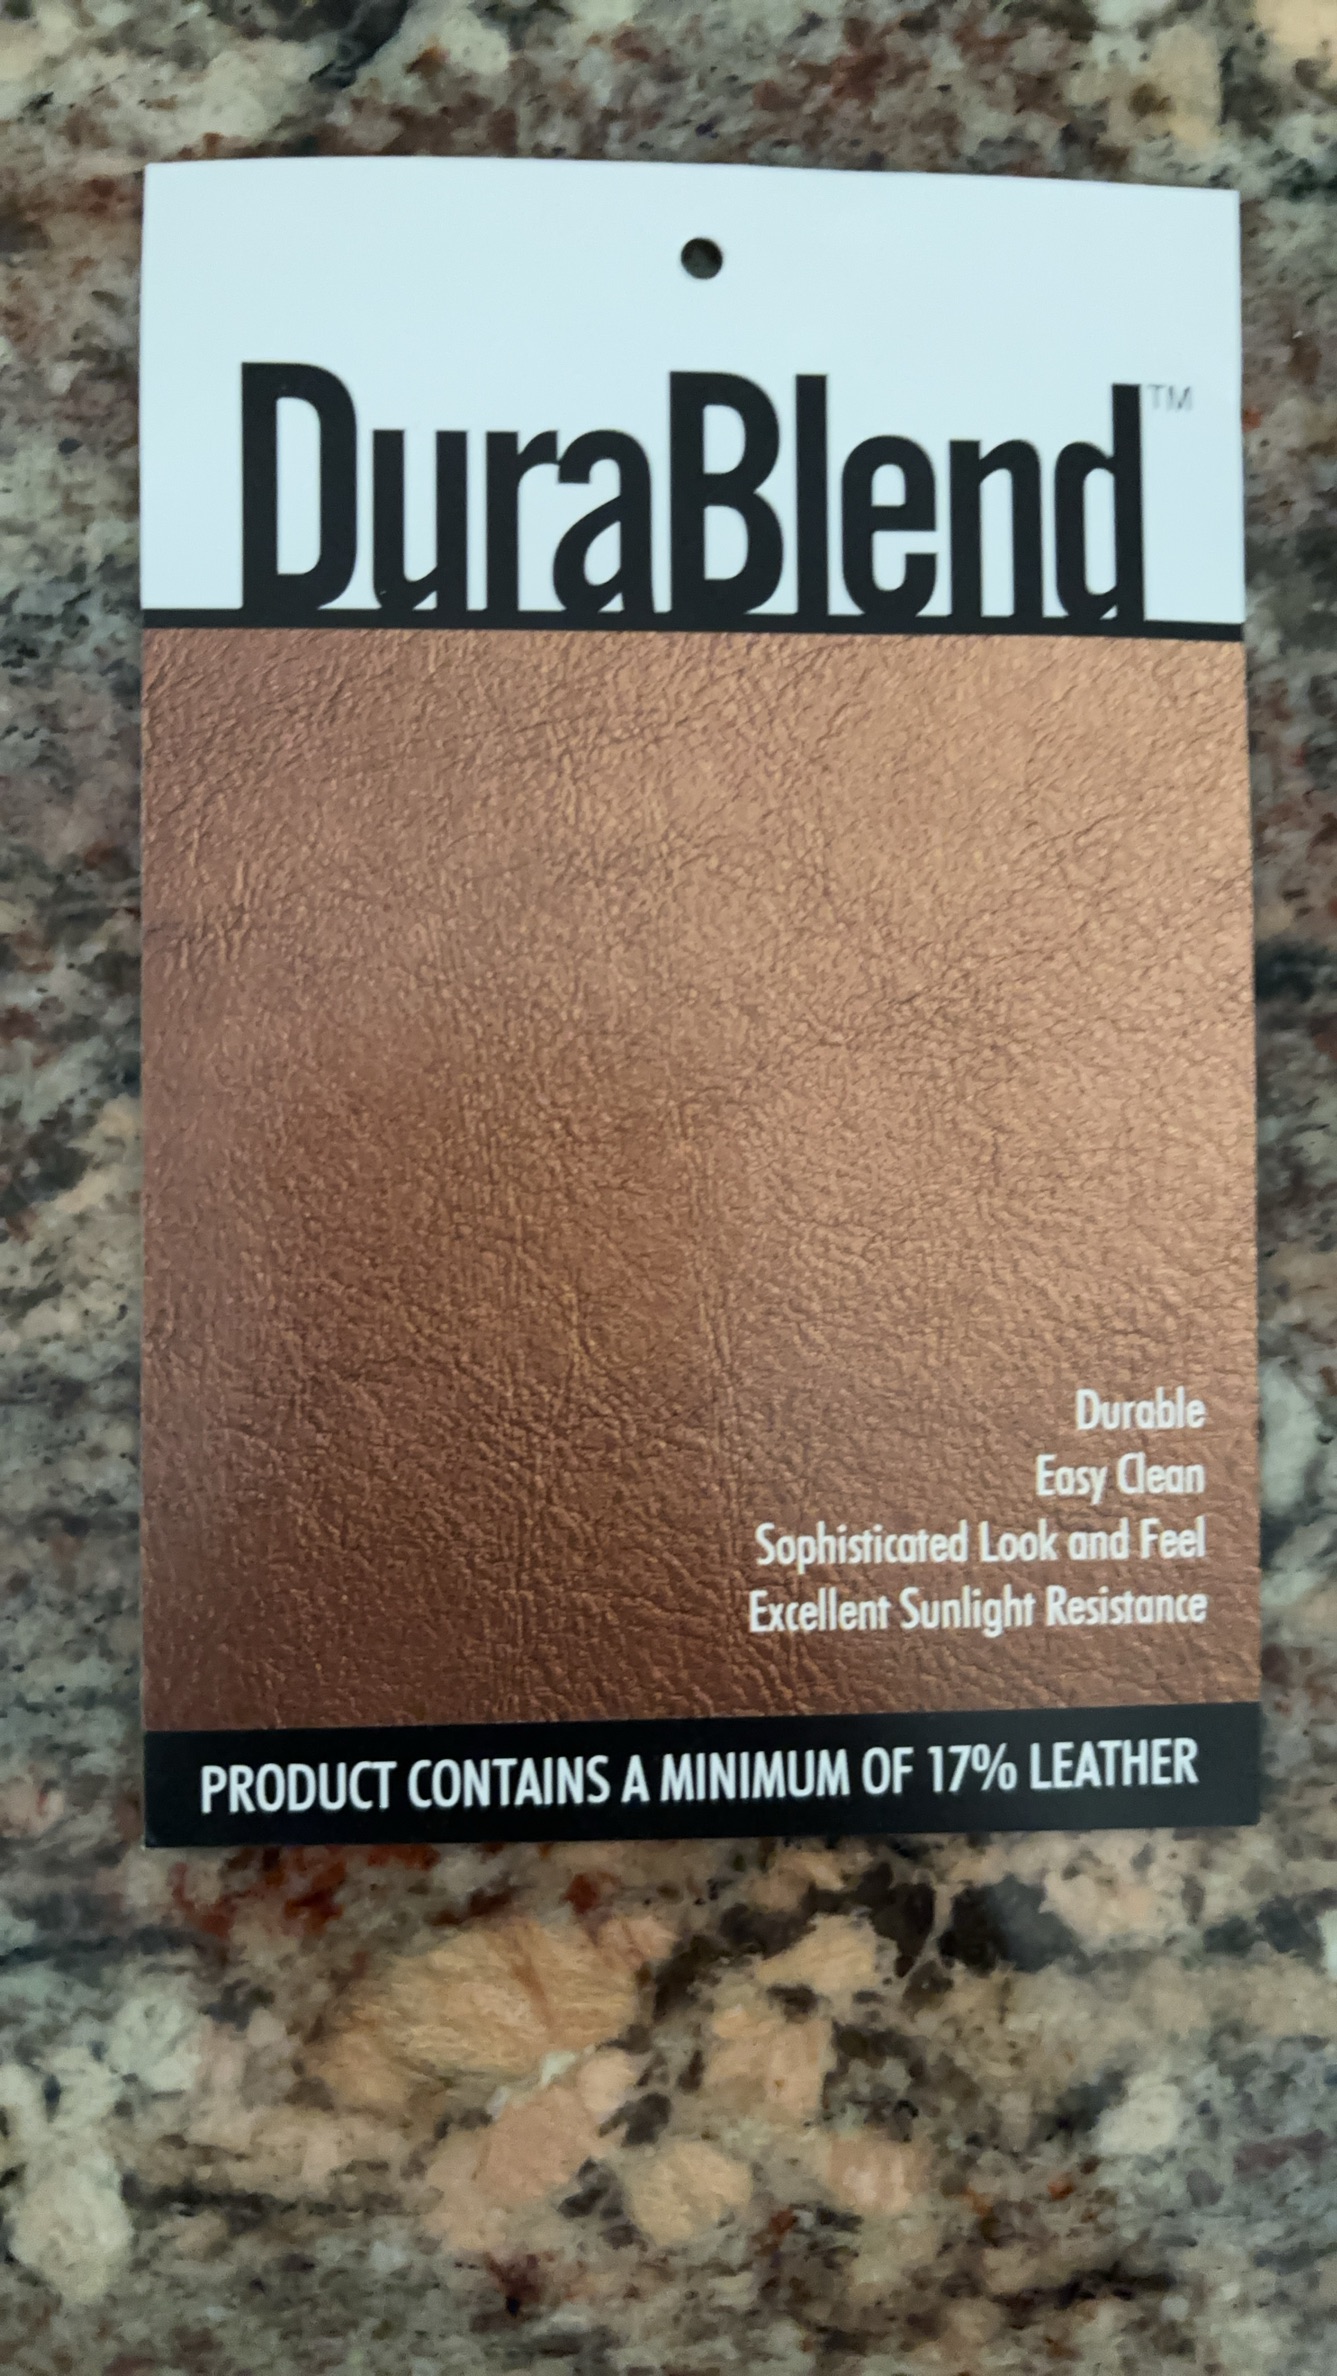 DuraBlend™
Durable
Easy Clean
Sophisticated Look and Feel
Excellent Sunlight Resistance
PRODUCT CONTAINS A MINIMUM OF 17% LEATHER